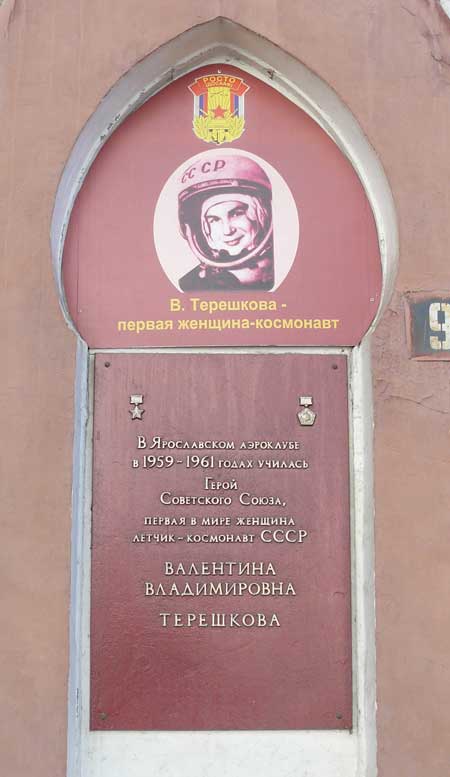 РОСТО
(ДОСААФ)
СССР
В. Терешкова -
первая женщина-космонавт
9
В Ярославском аэроклубе
в 1959-1961 годах училась
Герой
Советского Союза,
первая в мире женщина
летчик-космонавт СССР
ВАЛЕНТИНА
ВЛАДИМИРОВНА
ТЕРЕШКОВА